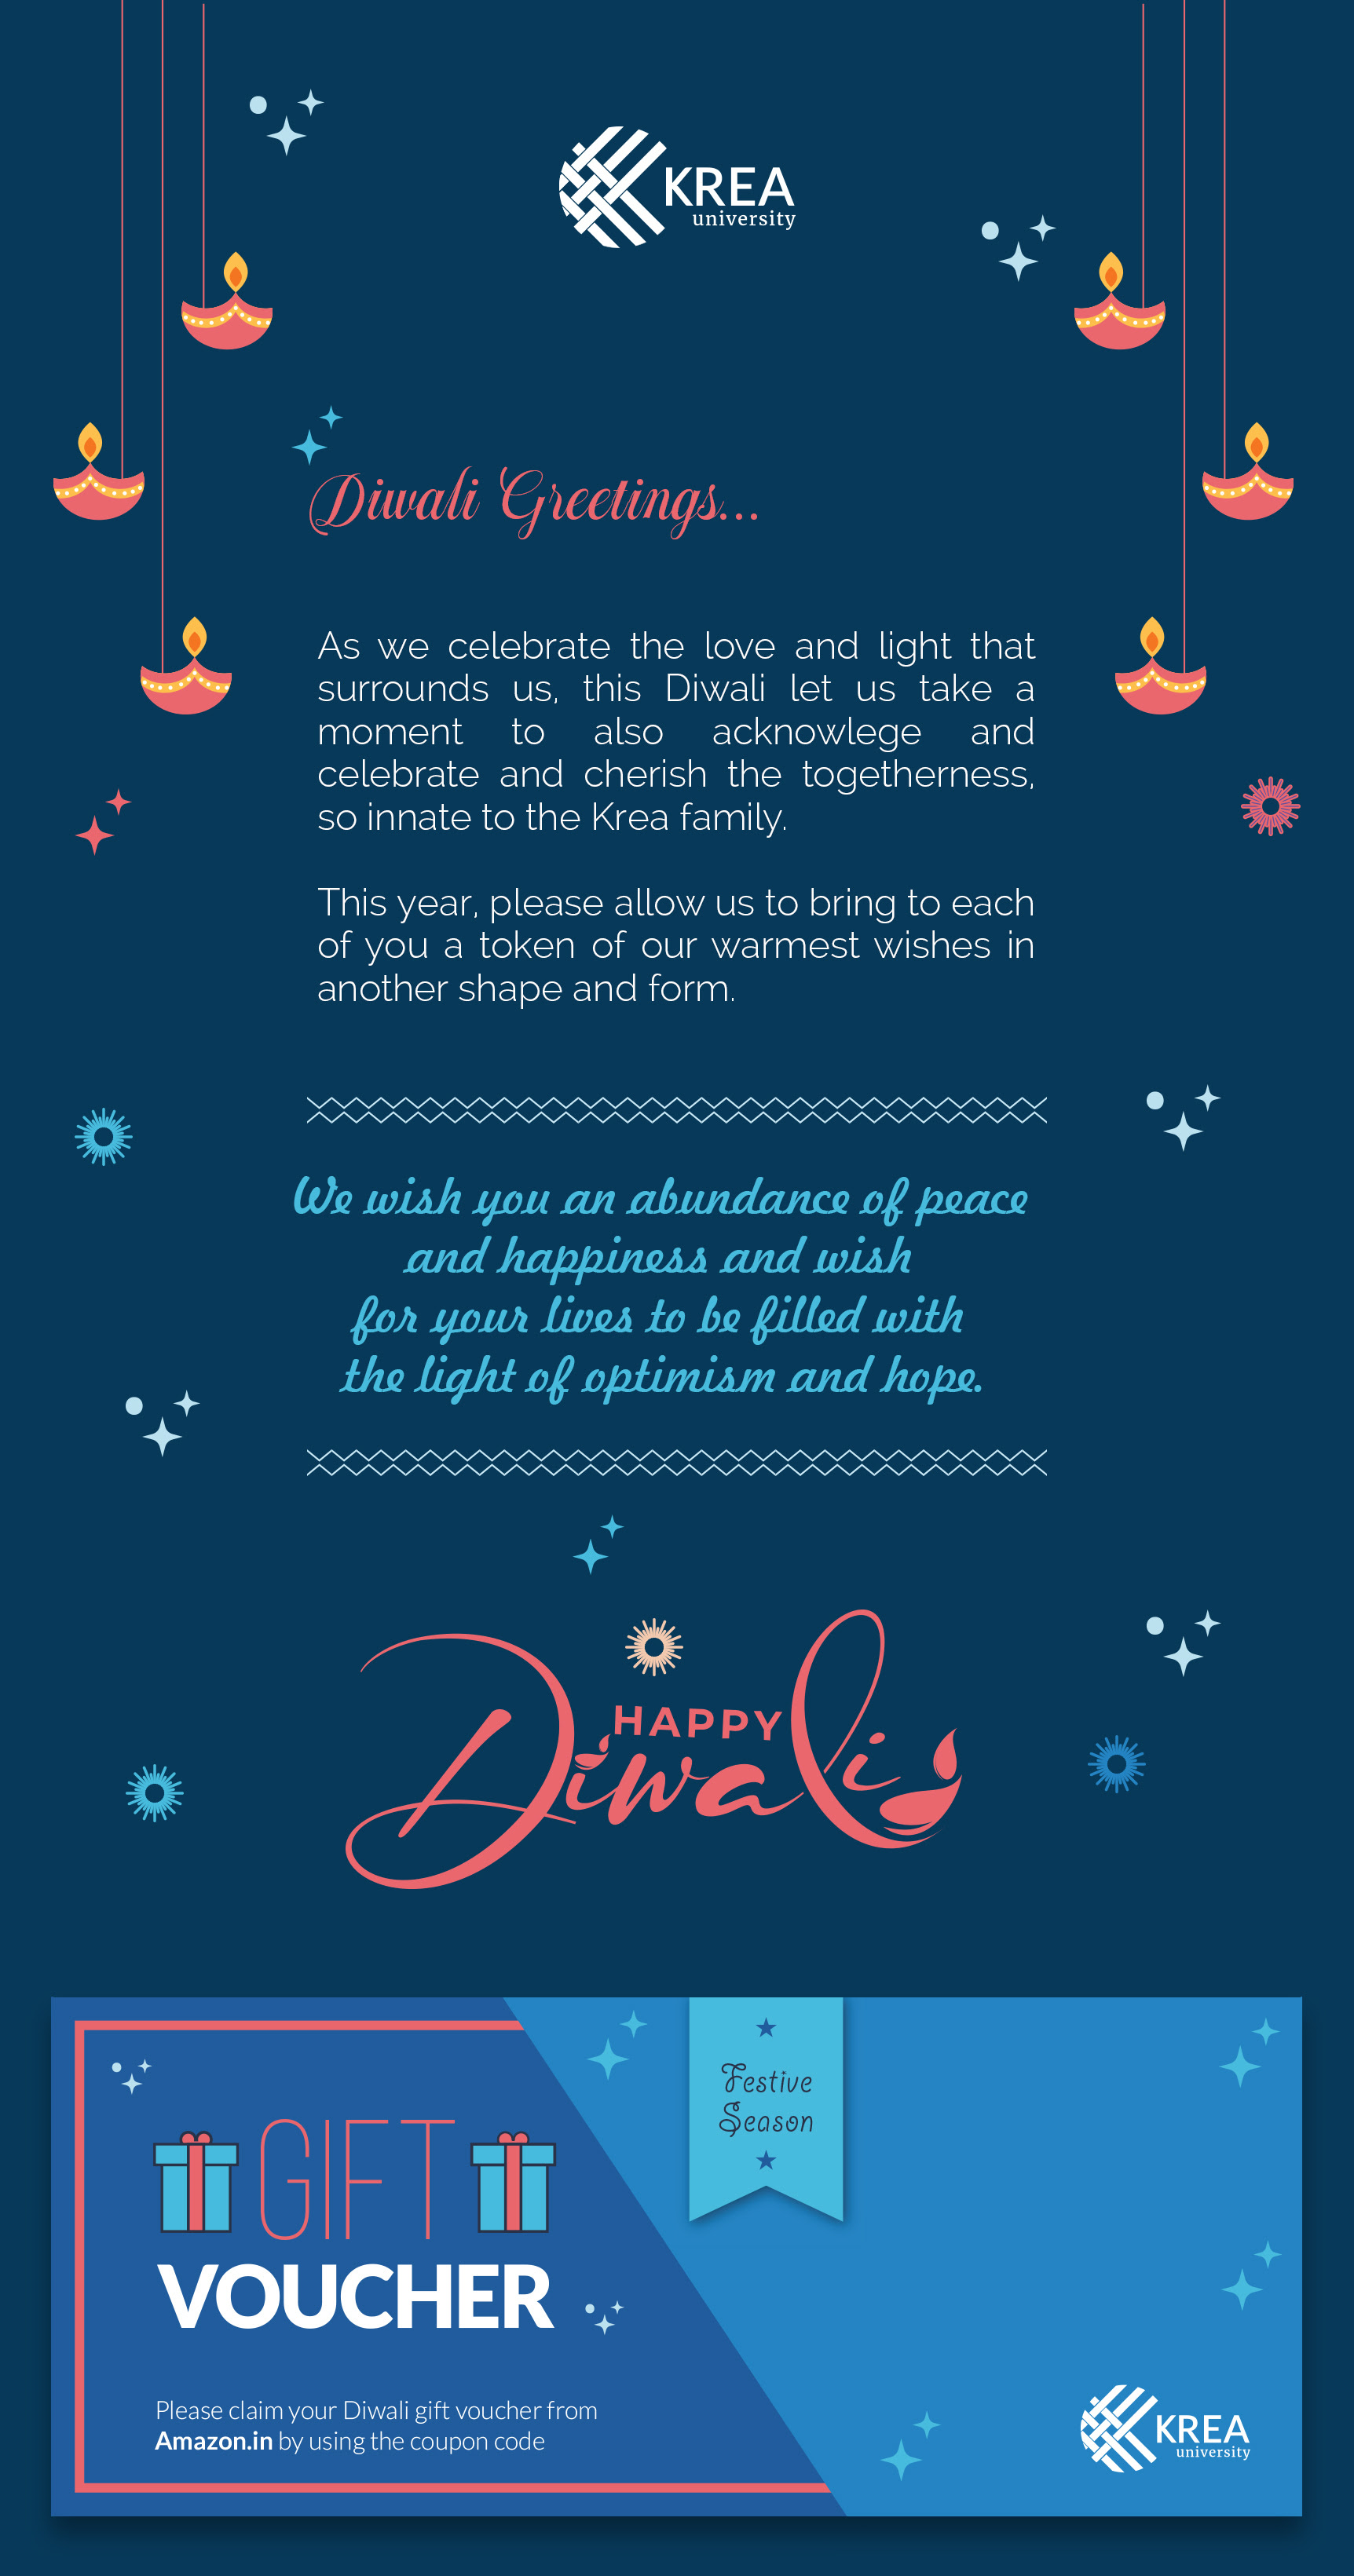 KREA
university
Diwali Greetings...
As we celebrate the love and light that
surrounds us, this Diwali let us take a
moment to also acknowlege and
celebrate and cherish the togetherness,
so innate to the Krea family.
This year, please allow us to bring to each
of you a token of our warmest wishes in
another shape and form.
We wish you an abundance of peace
and happiness and wish
for your lives to be filled with
the light of optimism and hope.
HAPPY
Diwali
Festive
Season
GIFT
VOUCHER
Please claim your Diwali gift voucher from
Amazon.in by using the coupon code
KREA
university